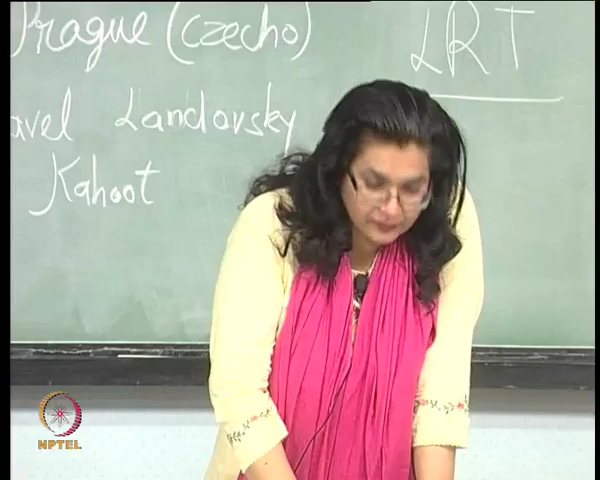 Prague (Czecho)
LRT
avel Landovsky
Kahoot
NPTEL